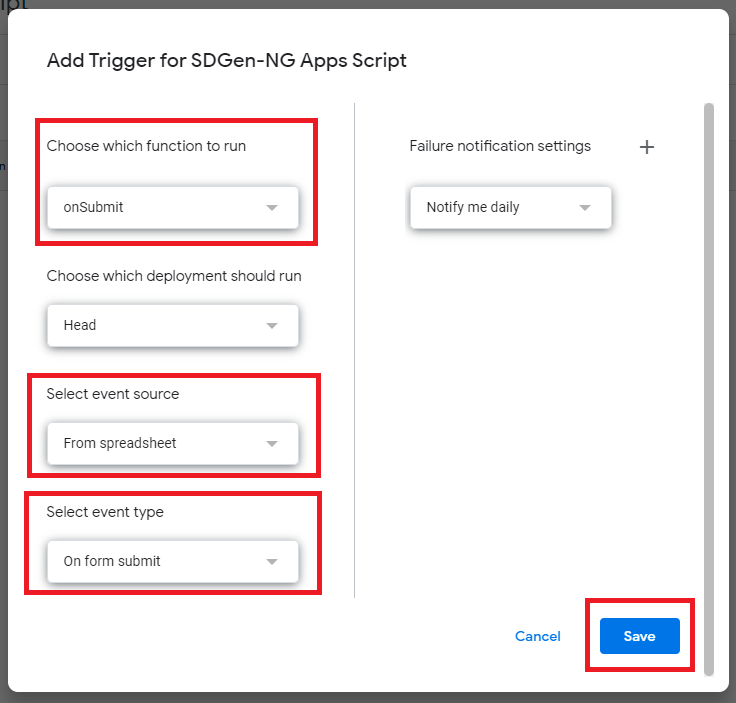 Add Trigger for SDGen-NG Apps Script
Choose which function to run
onSubmit
Choose which deployment should run
Head
Select event source
From spreadsheet
Select event type
On form submit
Failure notification settings
Notify me daily
Cancel
Save